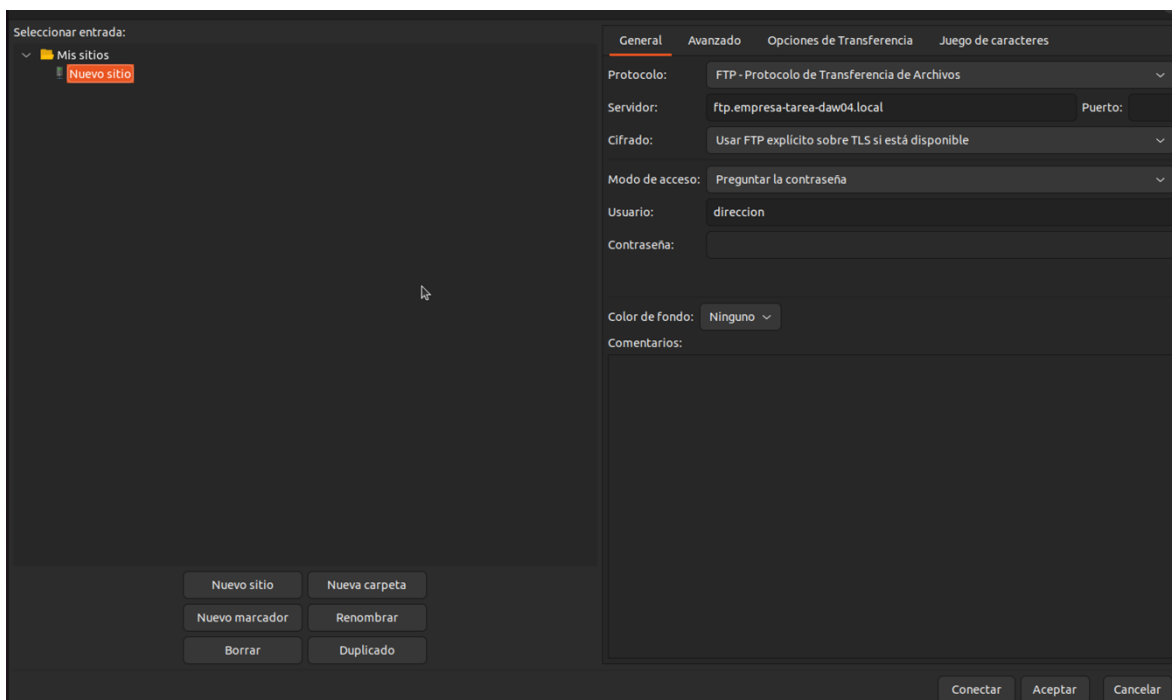 Seleccionar entrada:
Mis sitios
Nuevo sitio
Nuevo sitio Nueva carpeta
Nuevo marcador Renombrar
Borrar Duplicado
General Avanzado Opciones de Transferencia Juego de caracteres
Protocolo: FTP - Protocolo de Transferencia de Archivos
Servidor: ftp.empresa-tarea-daw04.local Puerto:
Cifrado: Usar FTP explícito sobre TLS si está disponible
Modo de acceso: Preguntar la contraseña
Usuario: direccion
Contraseña:
Color de fondo: Ninguno
Comentarios:
Conectar Aceptar Cancelar